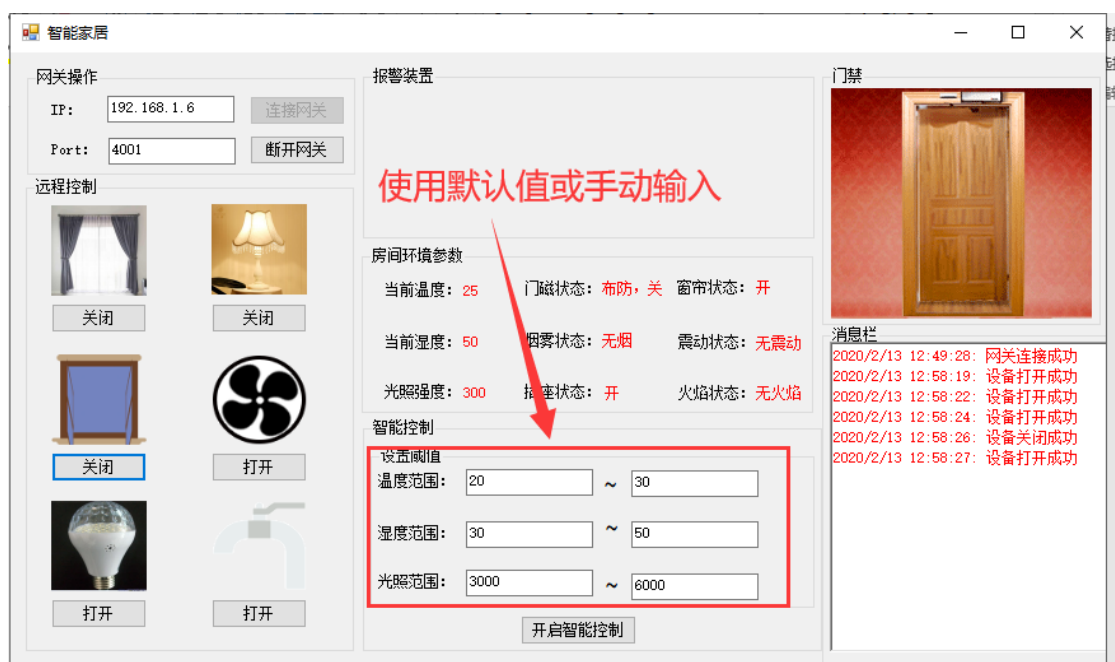 智能家居
网关操作
IP: 192.168.1.6 连接网关
Port: 4001 断开网关
远程控制
关闭 关闭
关闭 打开
打开 打开
报警装置
使用默认值或手动输入
房间环境参数
当前温度: 25 门磁状态: 布防，关 窗帘状态: 开
当前湿度: 50 烟雾状态: 无烟 震动状态: 无震动
光照强度: 300 插座状态: 开 火焰状态: 无火焰
智能控制
设置阈值
温度范围: 20 ~ 30
湿度范围: 30 ~ 50
光照范围: 3000 ~ 6000
开启智能控制
门禁
消息栏
2020/2/13 12:49:28: 网关连接成功
2020/2/13 12:58:19: 设备打开成功
2020/2/13 12:58:22: 设备打开成功
2020/2/13 12:58:24: 设备打开成功
2020/2/13 12:58:26: 设备关闭成功
2020/2/13 12:58:27: 设备打开成功